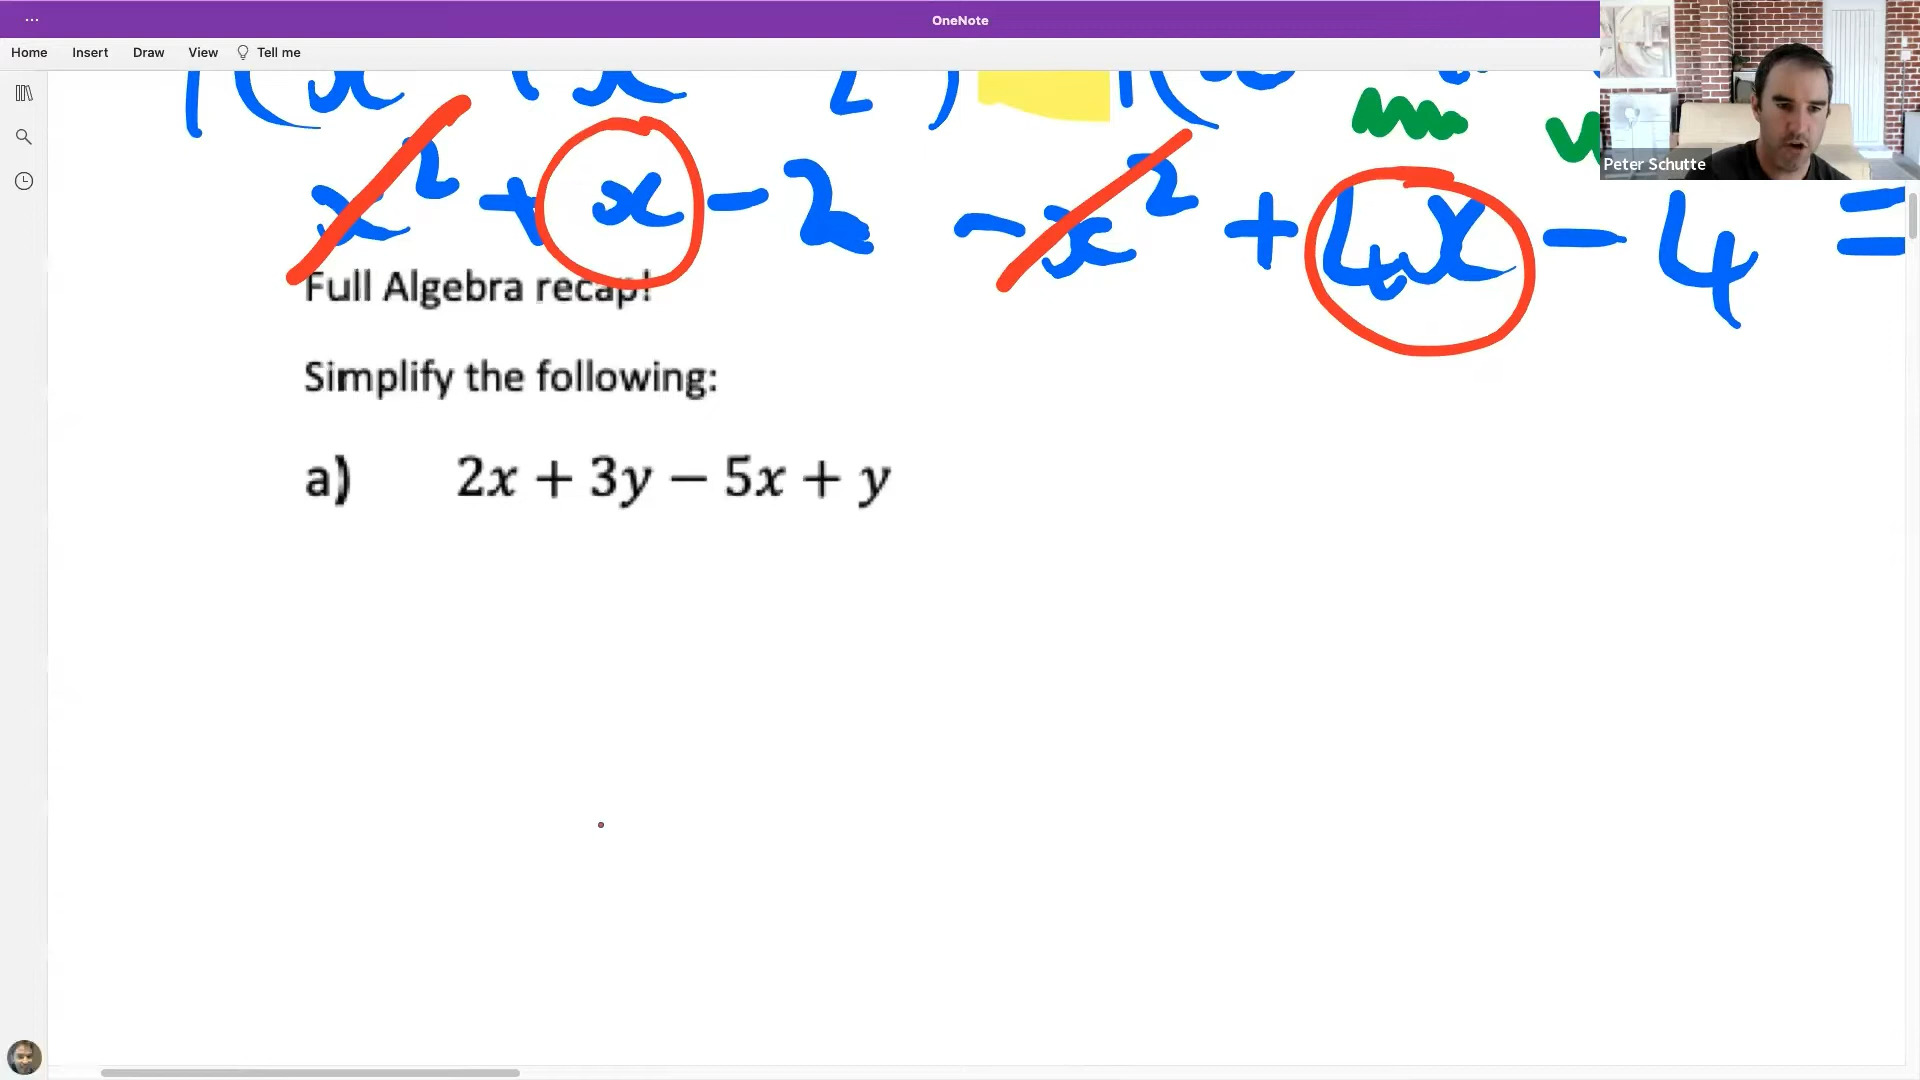 OneNote
Home Insert Draw View Tell me
Peter Schutte
x² + x - 2 - x² + 4x - 4 =
Full Algebra recap!
Simplify the following:
a) 2x + 3y − 5x + y